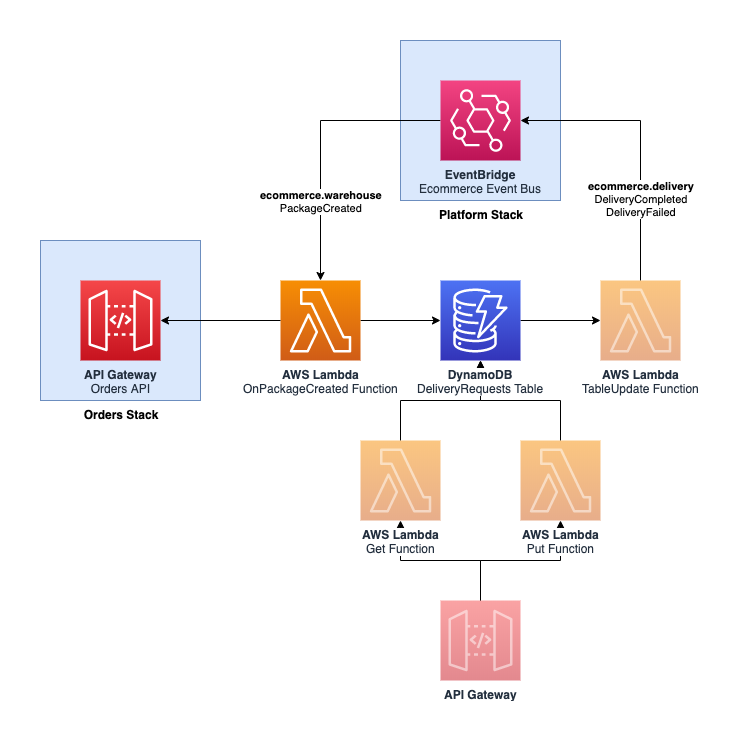 EventBridge
Ecommerce Event Bus
Platform Stack
ecommerce.warehouse
PackageCreated
ecommerce.delivery
DeliveryCompleted
DeliveryFailed
</>
API Gateway
Orders API
Orders Stack
AWS Lambda
OnPackageCreated Function
DynamoDB
DeliveryRequests Table
AWS Lambda
TableUpdate Function
AWS Lambda
Get Function
AWS Lambda
Put Function
</>
API Gateway